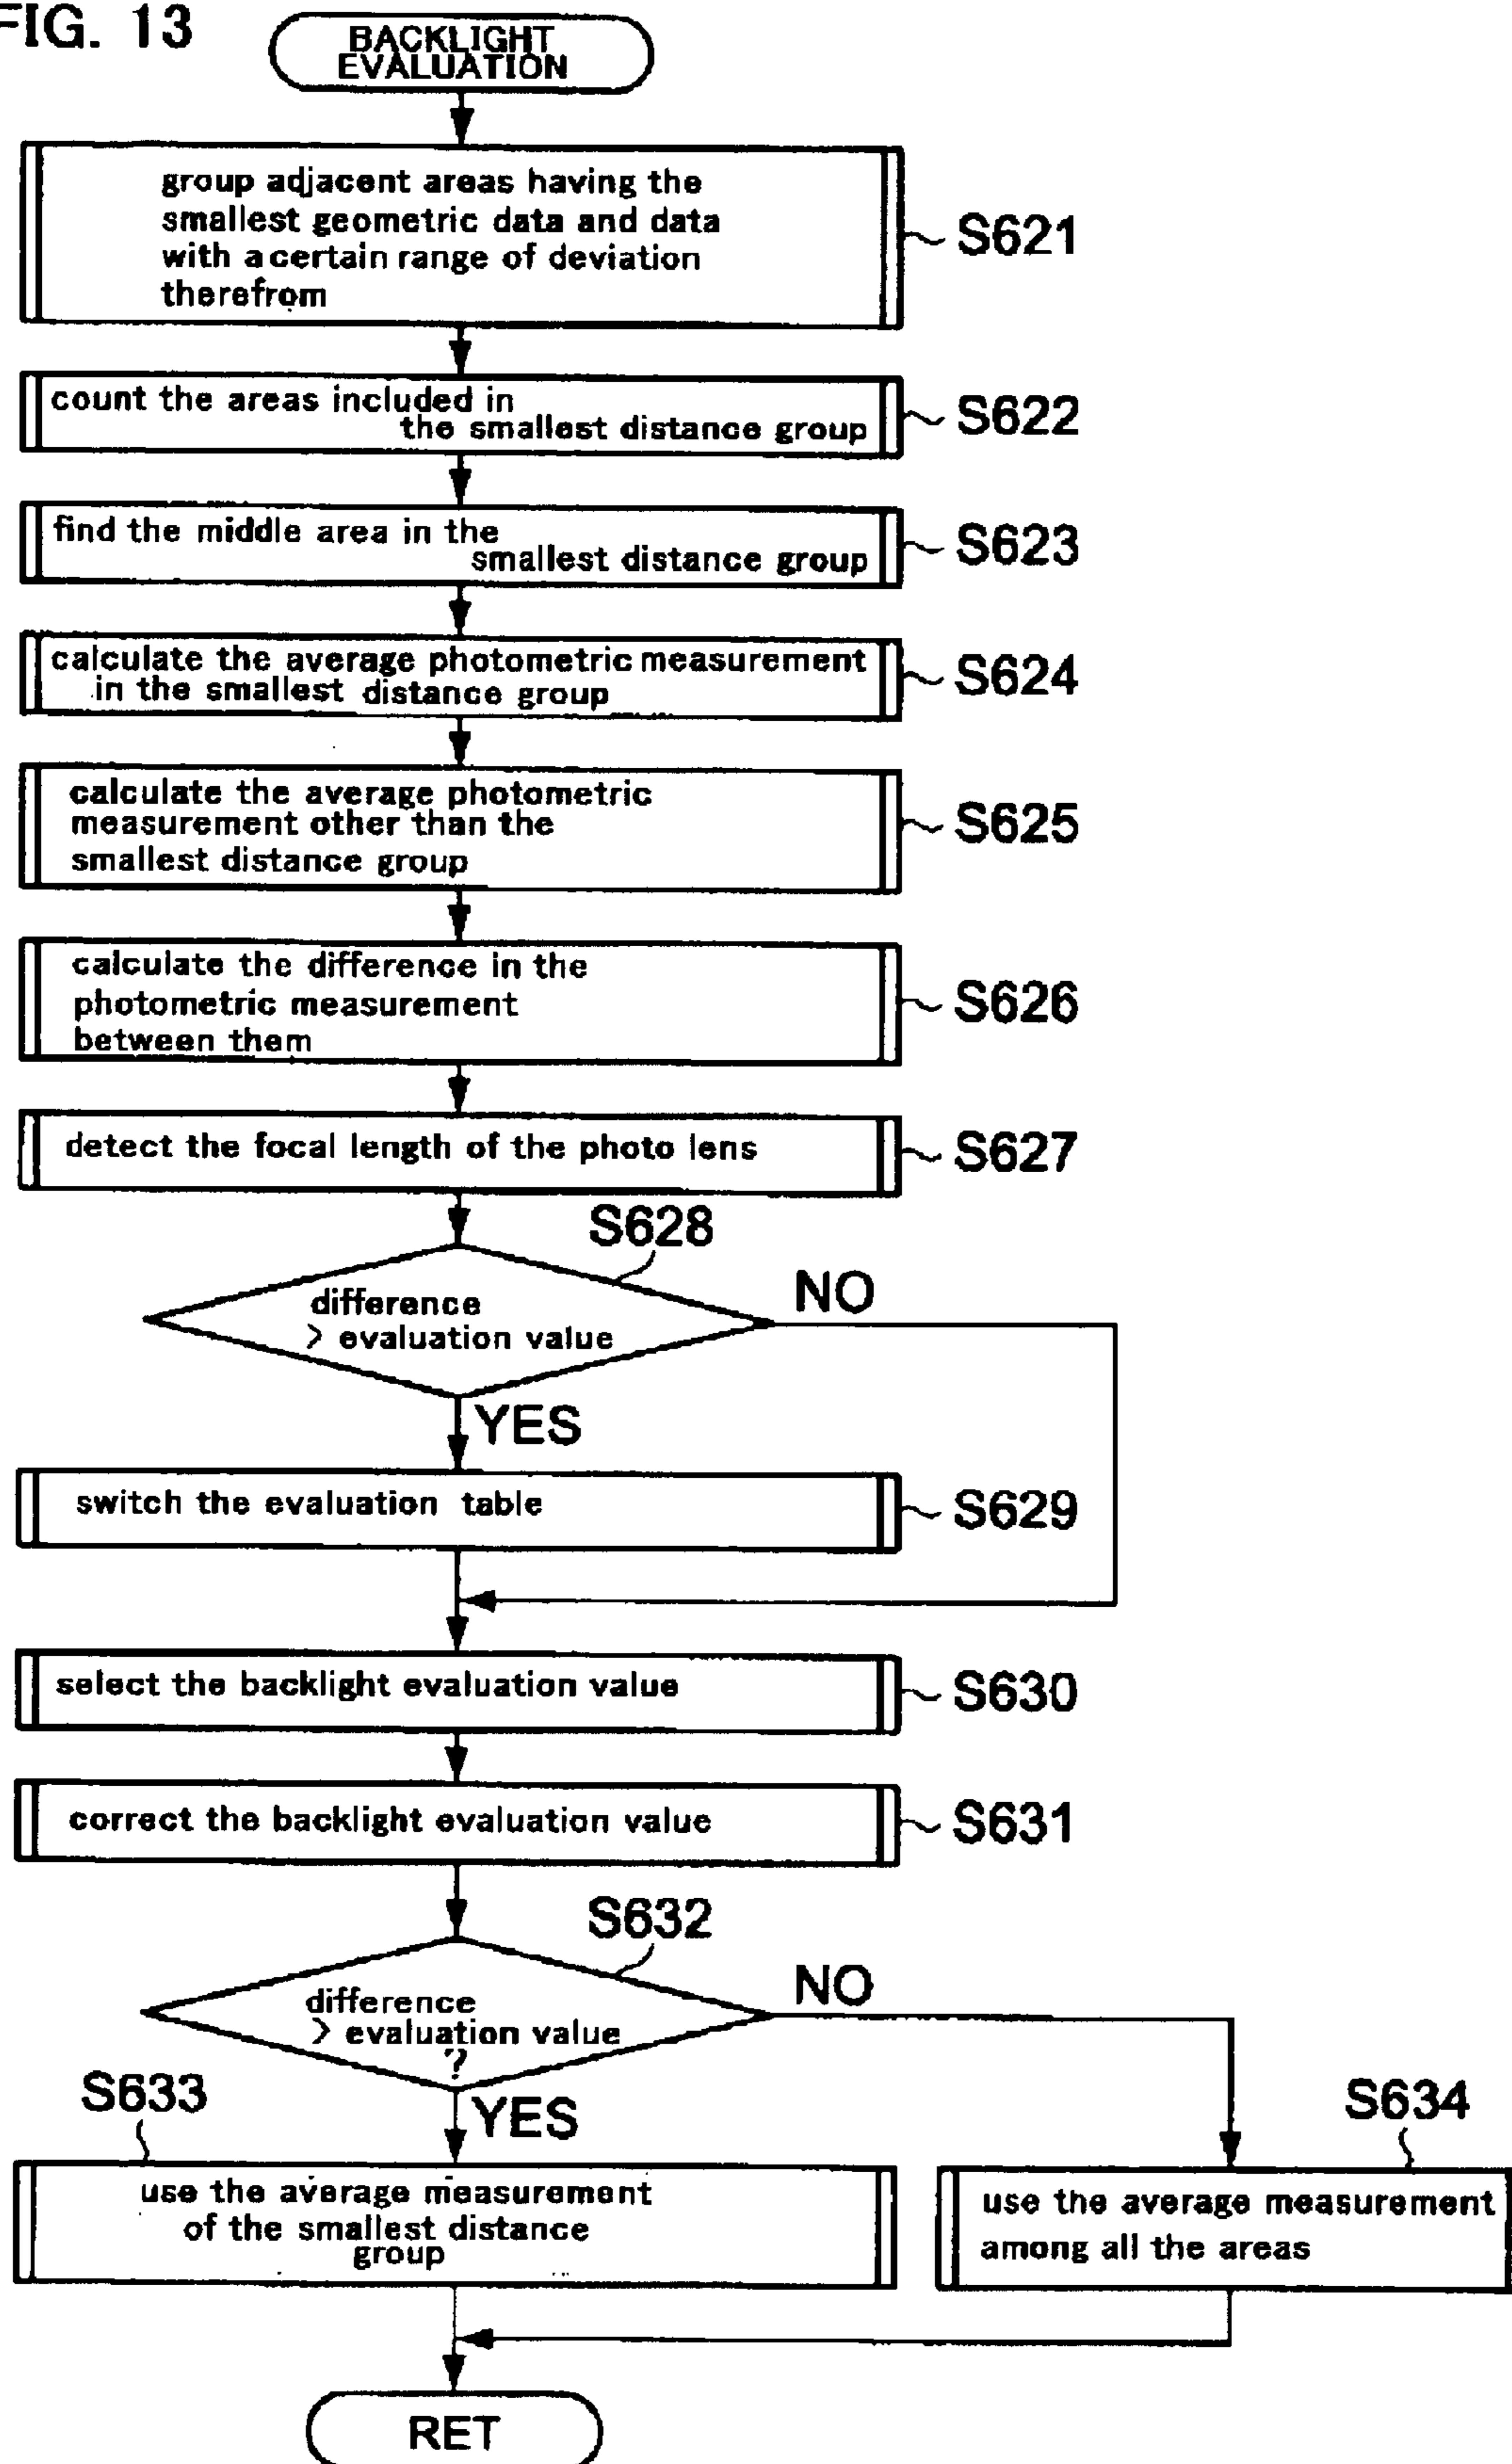 FIG. 13
BACKLIGHT
EVALUATION
group adjacent areas having the
smallest geometric data and data
with a certain range of deviation
therefrom
S621
count the areas included in
the smallest distance group
S622
find the middle area in the
smallest distance group
S623
calculate the average photometric measurement
in the smallest distance group
S624
calculate the average photometric
measurement other than the
smallest distance group
S625
calculate the difference in the
photometric measurement
between them
S626
detect the focal length of the photo lens
S627
S628
difference
> evaluation value
NO
YES
switch the evaluation table
S629
select the backlight evaluation value
S630
correct the backlight evaluation value
S631
S632
difference
> evaluation value
?
NO
YES
S633
use the average measurement
of the smallest distance
group
S634
use the average measurement
among all the areas
RET